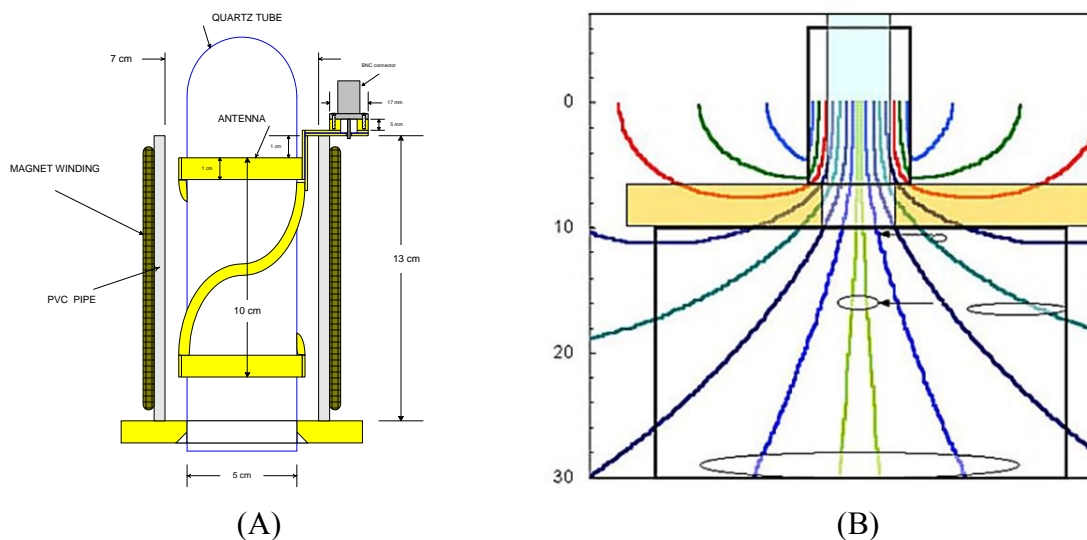 QUARTZ TUBE
7 cm
BNC connector
17 mm
5 mm
ANTENNA
1 cm
1 cm
MAGNET WINDING
13 cm
PVC PIPE
10 cm
5 cm
(A)
0
10
20
30
(B)